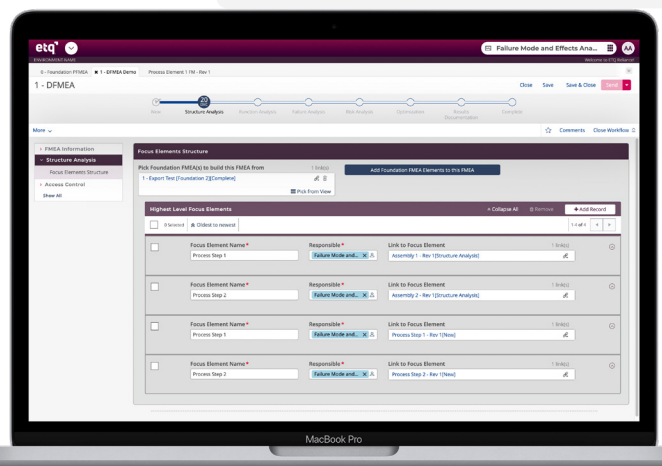 etq
Failure Mode and Effects Ana...
AA
ENVIRONMENT NAME
Welcome to ETQ Reliance!
0 - Foundation PFMEA
1 - DFMEA Demo
Process Element 1 TM - Rev 1
1 - DFMEA
Close
Save
Save & Close
Send
20
New
Structure Analysis
Function Analysis
Failure Analysis
Risk Analysis
Optimization
Results Documentation
Complete
More
Comments
Close Workflow
FMEA Information
Structure Analysis
Focus Elements Structure
Access Control
Show All
Focus Elements Structure
Pick Foundation FMEA(s) to build this FMEA from
1 link(s)
1 - Export Test [Foundation 2][Complete]
Pick from View
Add Foundation FMEA Elements to this FMEA
Highest Level Focus Elements
Collapse All
Remove
+ Add Record
0 Selected
Oldest to newest
1-4 of 4
Focus Element Name *
Responsible *
Link to Focus Element
1 link(s)
Process Step 1
Failure Mode and... X
Assembly 1 - Rev 1[Structure Analysis]
Focus Element Name *
Responsible *
Link to Focus Element
1 link(s)
Process Step 2
Failure Mode and... X
Assembly 2 - Rev 1[Structure Analysis]
Focus Element Name *
Responsible *
Link to Focus Element
1 link(s)
Process Step 1
Failure Mode and... X
Process Step 1 - Rev 1[New]
Focus Element Name *
Responsible *
Link to Focus Element
1 link(s)
Process Step 2
Failure Mode and... X
Process Step 2 - Rev 1[New]
MacBook Pro